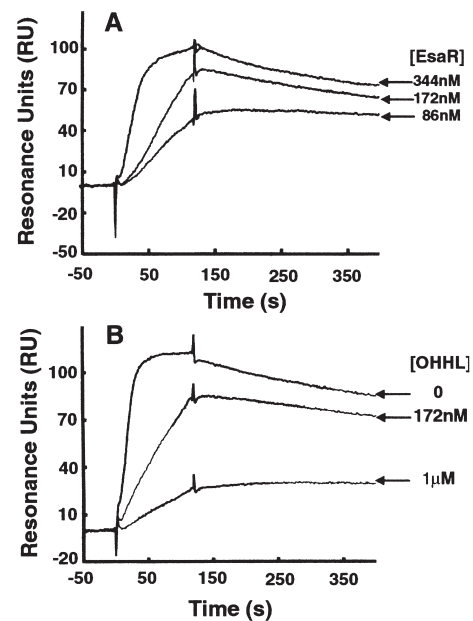 A
Resonance Units (RU)
100
70
40
10
-20
-50
-50 50 150 250 350
Time (s)
[EsaR]
344nM
172nM
86nM
B
Resonance Units (RU)
100
70
40
10
-20
-50 50 150 250 350
Time (s)
[OHHL]
0
172nM
1μM